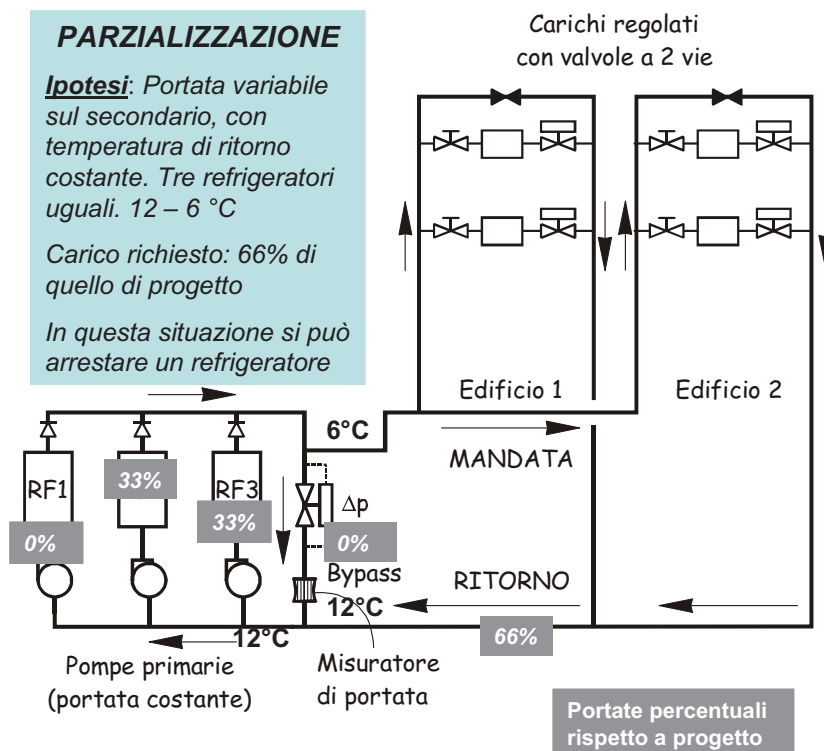 PARZIALIZZAZIONE
Ipotesi: Portata variabile
sul secondario, con
temperatura di ritorno
costante. Tre refrigeratori
uguali. 12 – 6 °C
Carico richiesto: 66% di
quello di progetto
In questa situazione si può
arrestare un refrigeratore
Carichi regolati
con valvole a 2 vie
Edificio 1
Edificio 2
6°C
MANDATA
RF1
33%
RF3
33%
0%
Δp
0%
Bypass
RITORNO
12°C
66%
12°C
Pompe primarie
(portata costante)
Misuratore
di portata
Portate percentuali
rispetto a progetto